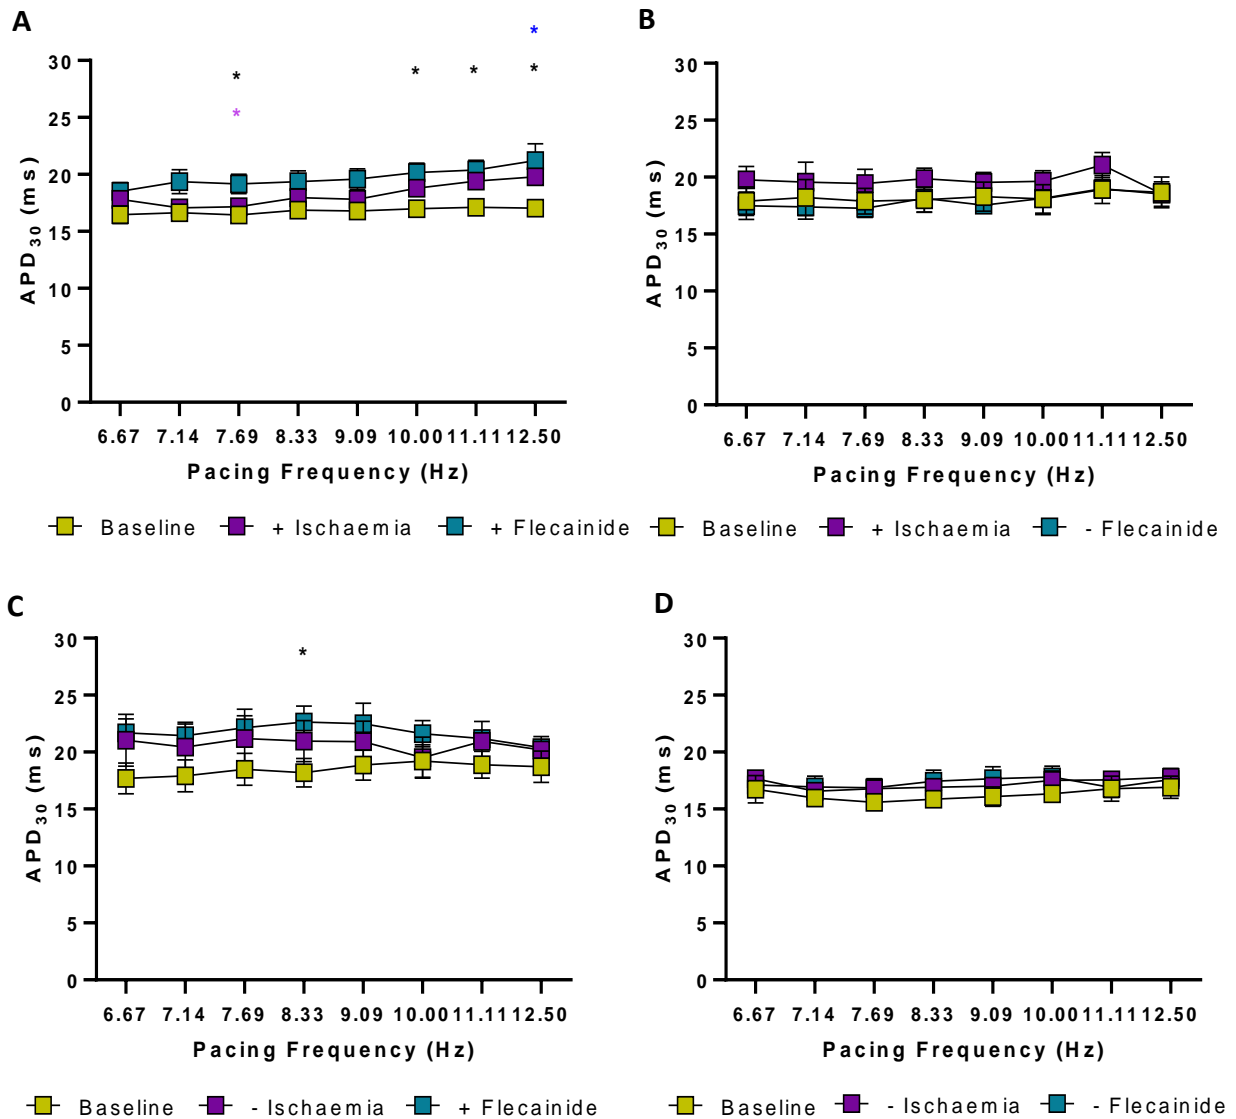 A
* * * * *
* *
30
25
20
15
10
5
0
APD30 (ms)
6.67 7.14 7.69 8.33 9.09 10.00 11.11 12.50
Pacing Frequency (Hz)
Baseline + Ischaemia + Flecainide
B
30
25
20
15
10
5
0
APD30 (ms)
6.67 7.14 7.69 8.33 9.09 10.00 11.11 12.50
Pacing Frequency (Hz)
Baseline + Ischaemia - Flecainide
C
*
30
25
20
15
10
5
0
APD30 (ms)
6.67 7.14 7.69 8.33 9.09 10.00 11.11 12.50
Pacing Frequency (Hz)
Baseline - Ischaemia + Flecainide
D
30
25
20
15
10
5
0
APD30 (ms)
6.67 7.14 7.69 8.33 9.09 10.00 11.11 12.50
Pacing Frequency (Hz)
Baseline - Ischaemia - Flecainide